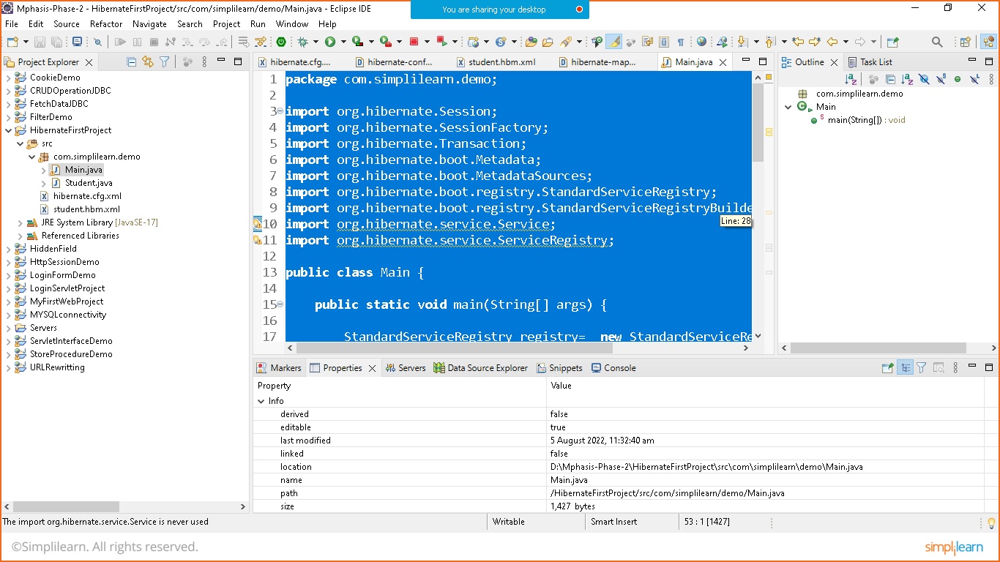 Mphasis-Phase-2 - HibernateFirstProject/src/com/simplilearn/demo/Main.java - Eclipse IDE
You are sharing your desktop
File Edit Source Refactor Navigate Search Project Run Window Help
Project Explorer
CookieDemo
CRUDOperationJDBC
FetchDataJDBC
FilterDemo
HibernateFirstProject
src
com.simplilearn.demo
Main.java
Student.java
hibernate.cfg.xml
student.hbm.xml
JRE System Library [JavaSE-17]
Referenced Libraries
HiddenField
HttpSessionDemo
LoginFormDemo
LoginServletProject
MyFirstWebProject
MYSQLconnectivity
Servers
ServletInterfaceDemo
StoreProcedureDemo
URLRewritting
hibernate.cfg.... hibernate-conf... student.hbm.xml hibernate-map... Main.java
1 package com.simplilearn.demo;
2
3 import org.hibernate.Session;
4 import org.hibernate.SessionFactory;
5 import org.hibernate.Transaction;
6 import org.hibernate.boot.Metadata;
7 import org.hibernate.boot.MetadataSources;
8 import org.hibernate.boot.registry.StandardServiceRegistry;
9 import org.hibernate.boot.registry.StandardServiceRegistryBuilde
Line: 28
10 import org.hibernate.service.Service;
11 import org.hibernate.service.ServiceRegistry;
12
13 public class Main {
14
15 public static void main(String[] args) {
16
17 StandardServiceRegistry registry= new StandardServiceRe
Outline Task List
com.simplilearn.demo
Main
main(String[]) : void
Markers Properties Servers Data Source Explorer Snippets Console
Property Value
Info
derived false
editable true
last modified 5 August 2022, 11:32:40 am
linked false
location D:\Mphasis-Phase-2\HibernateFirstProject\src\com\simplilearn\demo\Main.java
name Main.java
path /HibernateFirstProject/src/com/simplilearn/demo/Main.java
size 1,427 bytes
The import org.hibernate.service.Service is never used
Writable Smart Insert 53 : 1 [1427]
©Simplilearn. All rights reserved.
simplilearn